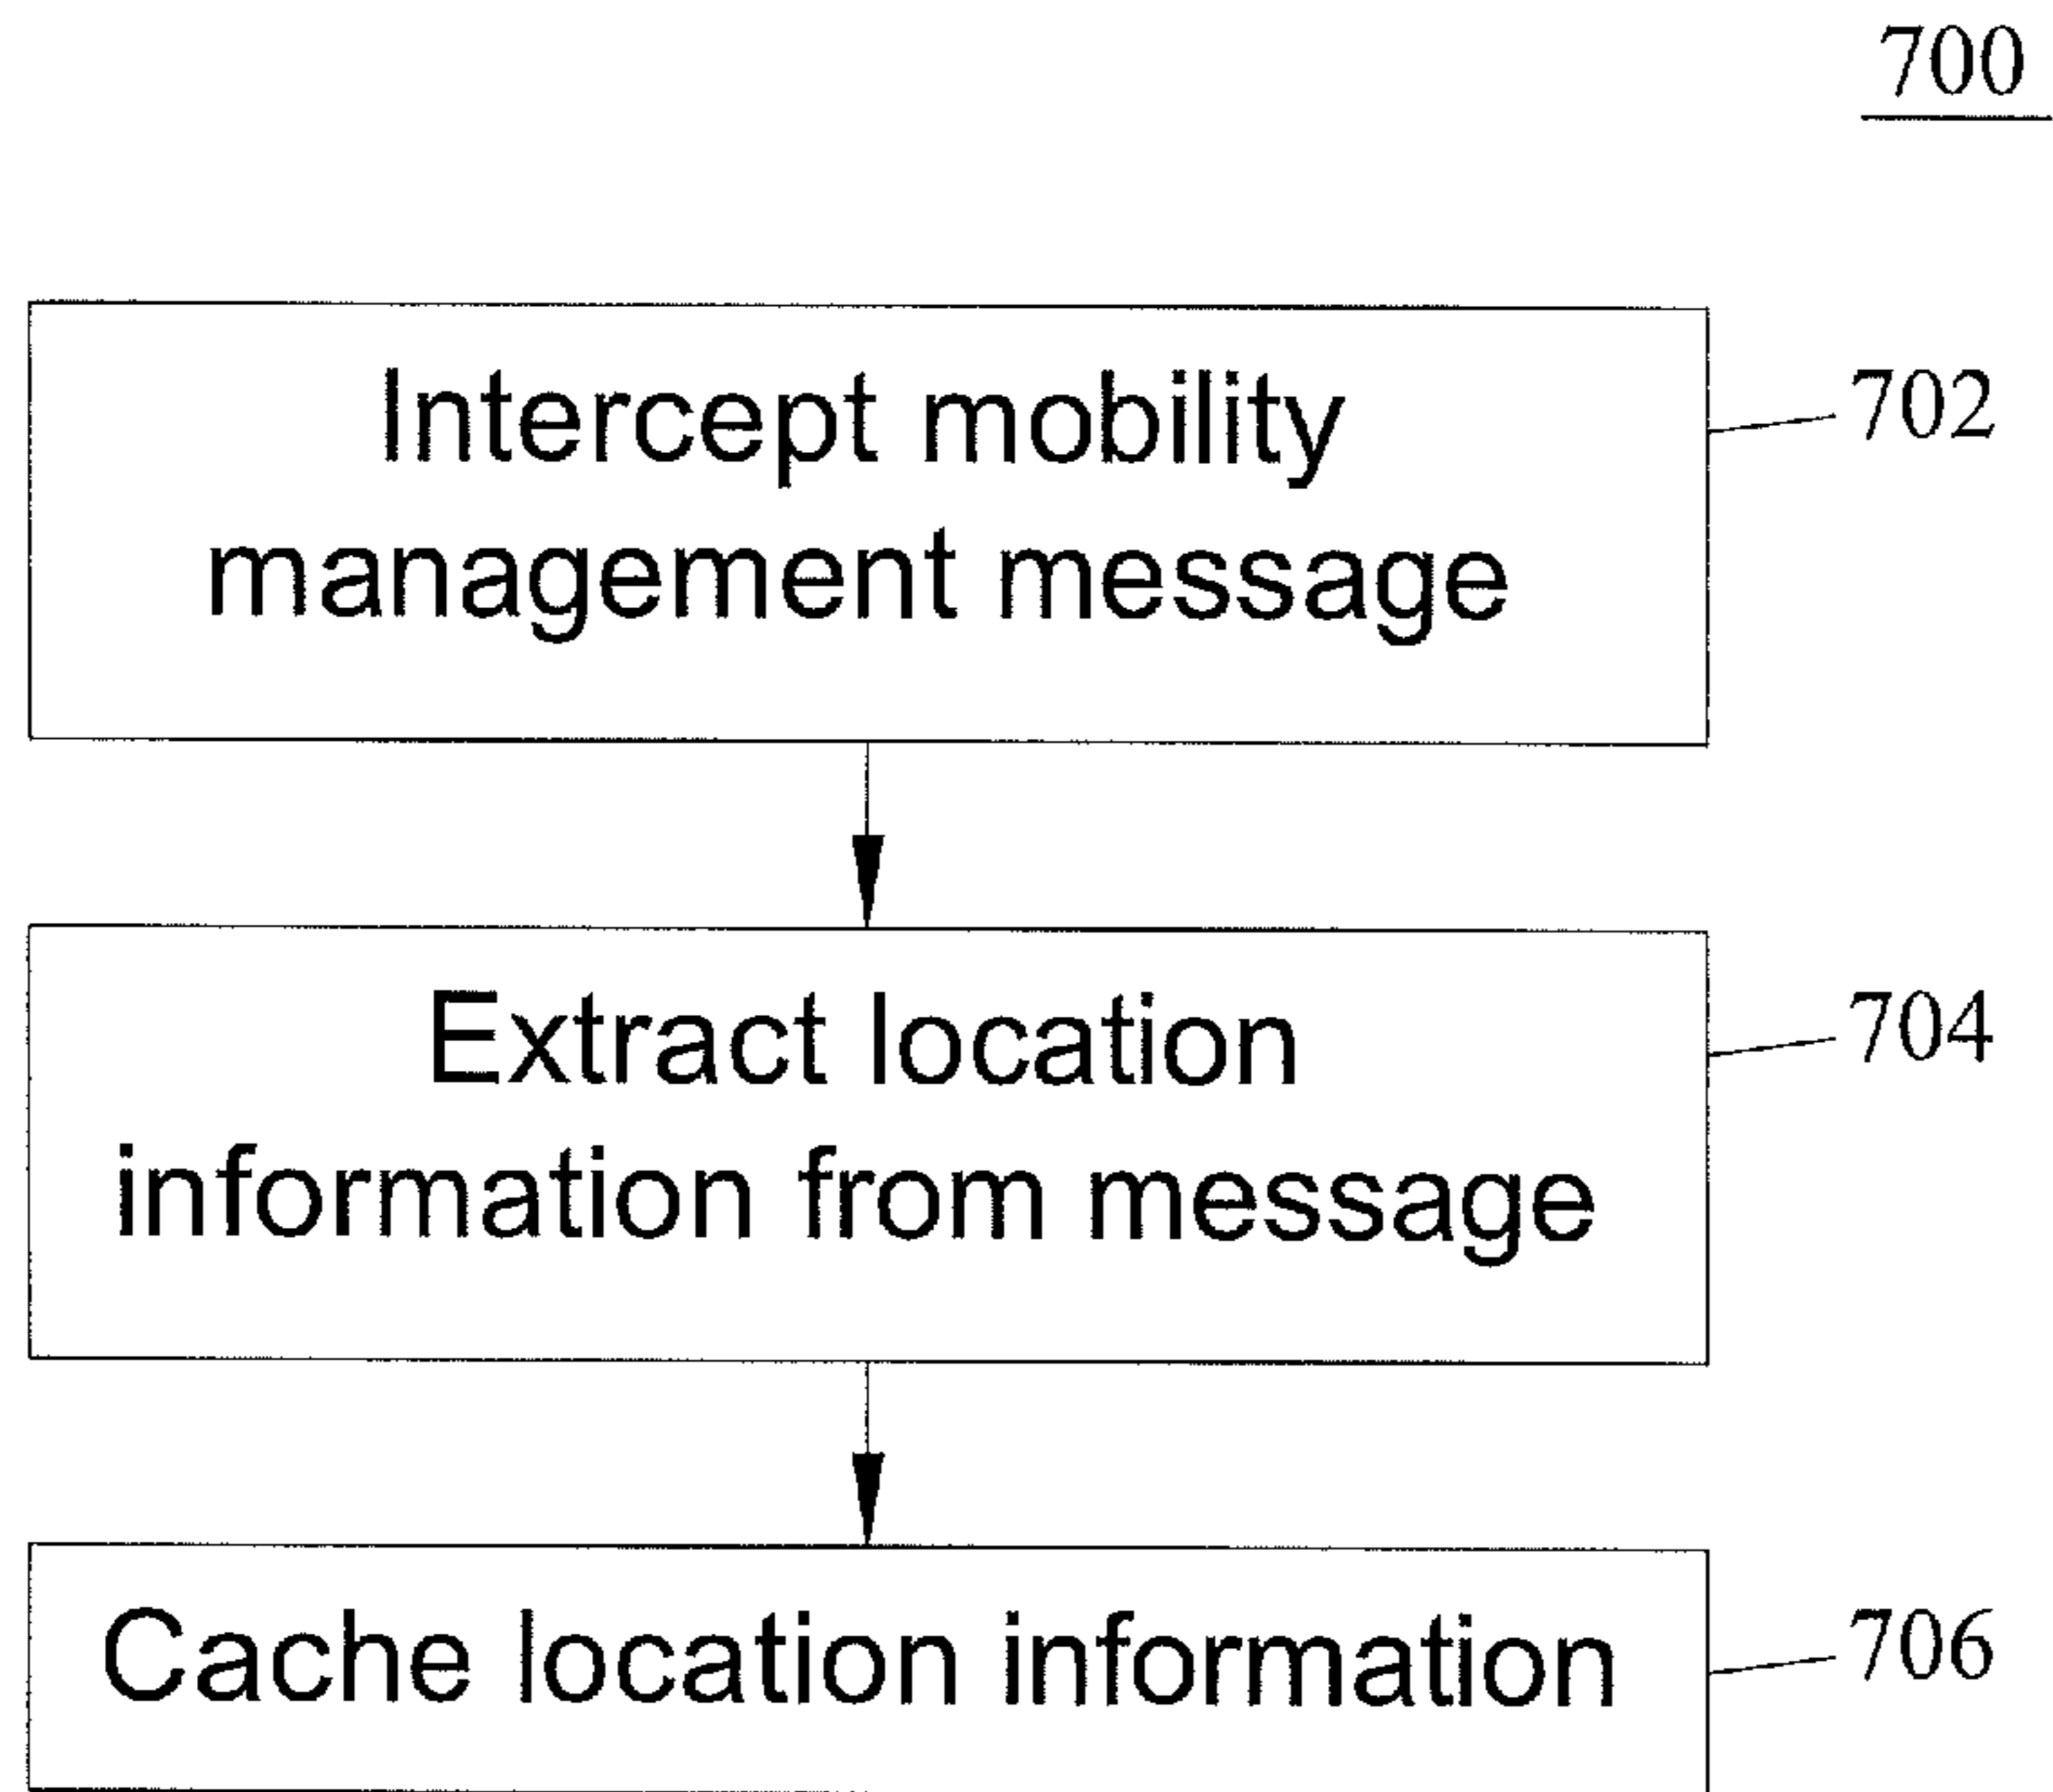 700
Intercept mobility
management message
702
Extract location
information from message
704
Cache location information
706